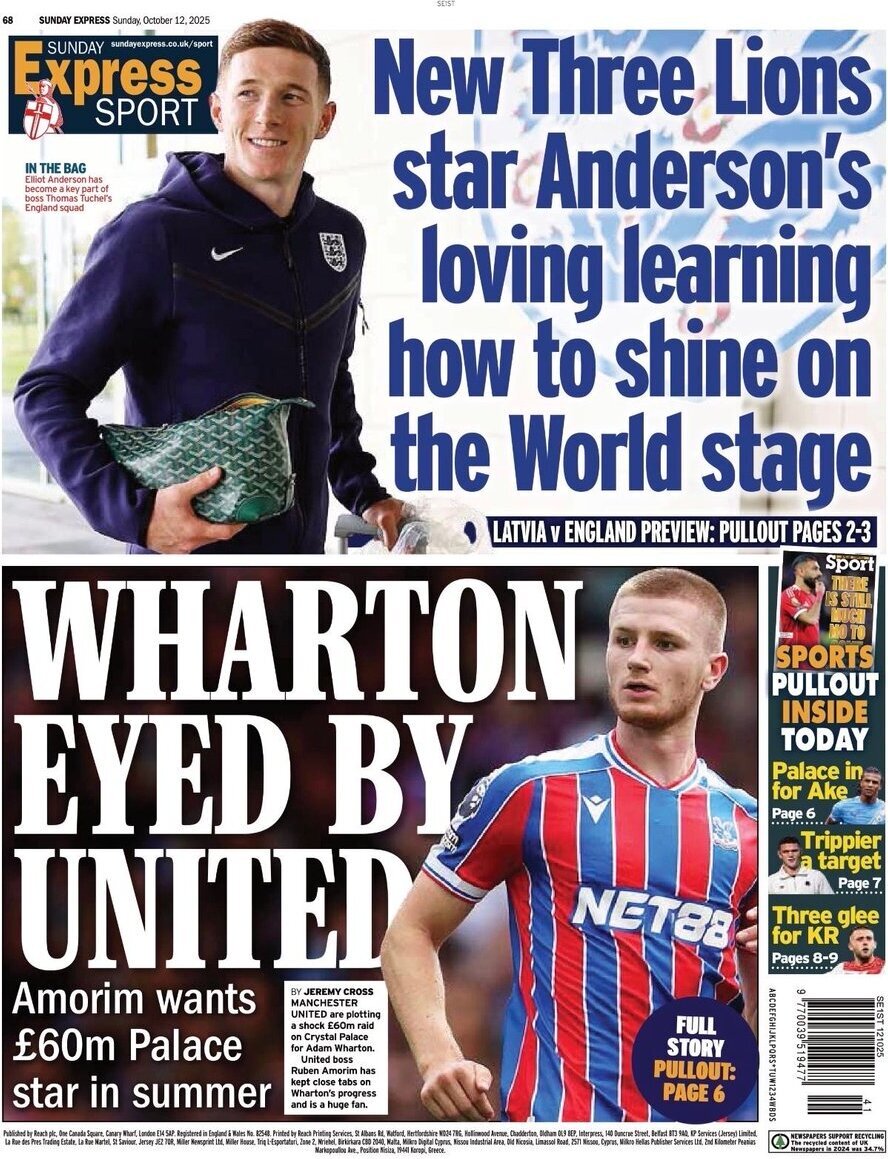 SE1ST
68 SUNDAY EXPRESS Sunday, October 12, 2025
SUNDAY sundayexpress.co.uk/sport
Express
SPORT
IN THE BAG
Elliot Anderson has
become a key part of
boss Thomas Tuchel's
England squad
New Three Lions
star Anderson's
loving learning
how to shine on
the World stage
LATVIA v ENGLAND PREVIEW: PULLOUT PAGES 2-3
WHARTON
EYED BY
UNITED
Amorim wants
£60m Palace
star in summer
BY JEREMY CROSS
MANCHESTER
UNITED are plotting
a shock £60m raid
on Crystal Palace
for Adam Wharton.
United boss
Ruben Amorim has
kept close tabs on
Wharton's progress
and is a huge fan.
NET88
FULL
STORY
PULLOUT:
PAGE 6
Sport
THERE
IS STILL
MUCH
MO TO
SPORTS
PULLOUT
INSIDE
TODAY
Palace in
for Ake
Page 6
Trippier
a target
Page 7
Three glee
for KR
Pages 8-9
ABCDEFGHIJKLPQRS*TUW1234WBBDS
9 770039 519477
41
SE1ST 121025
Published by Reach plc, One Canada Square, Canary Wharf, London E14 5AP. Registered in England & Wales No. 82548. Printed by Reach Printing Services, St Albans Rd, Watford, Hertfordshire WD24 7RG, Hollinwood Avenue, Chadderton, Oldham OL9 8EP, Interpress, 140 Duncrue Street, Belfast BT3 9AQ, KP Services (Jersey) Limited,
La Rue des Pres Trading Estate, La Rue Martel, St Saviour. Jersey JE2 7QR, Miller Newsprint Ltd, Miller House, Triq L-Esportaturi, Zone 2, Mriehel, Birkirkara CBD 2040, Malta, Milkro Digital Cyprus, Nissou Industrial Area, Old Nicosia, Limassol Road, 2571 Nissou, Cyprus, Milkro Hellas Publisher Services Ltd. 2nd Kilometer Paianias
Markopoulou Ave., Position Nisiza, 19441 Koropi, Greece.
NEWSPAPERS SUPPORT RECYCLING
The recycled content of UK
Newspapers in 2024 was 34.7%